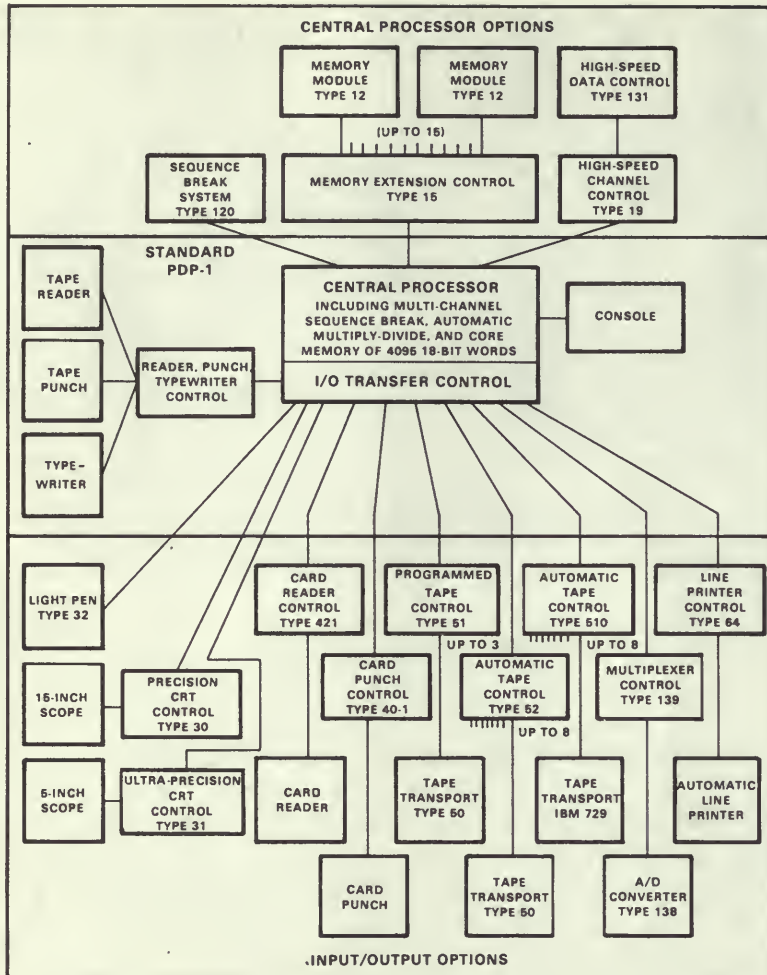 CENTRAL PROCESSOR OPTIONS
MEMORY
MODULE
TYPE 12
MEMORY
MODULE
TYPE 12
HIGH-SPEED
DATA CONTROL
TYPE 131
(UP TO 15)
SEQUENCE
BREAK
SYSTEM
TYPE 120
MEMORY EXTENSION CONTROL
TYPE 15
HIGH-SPEED
CHANNEL
CONTROL
TYPE 19
STANDARD
PDP-1
TAPE
READER
TAPE
PUNCH
TYPE-
WRITER
READER, PUNCH,
TYPEWRITER
CONTROL
CENTRAL PROCESSOR
INCLUDING MULTI-CHANNEL
SEQUENCE BREAK, AUTOMATIC
MULTIPLY-DIVIDE, AND CORE
MEMORY OF 4096 18-BIT WORDS
I/O TRANSFER CONTROL
CONSOLE
LIGHT PEN
TYPE 32
CARD
READER
CONTROL
TYPE 421
PROGRAMMED
TAPE
CONTROL
TYPE 51
AUTOMATIC
TAPE
CONTROL
TYPE 510
LINE
PRINTER
CONTROL
TYPE 64
UP TO 3
UP TO 8
15-INCH
SCOPE
PRECISION
CRT
CONTROL
TYPE 30
CARD
PUNCH
CONTROL
TYPE 40-1
AUTOMATIC
TAPE
CONTROL
TYPE 52
MULTIPLEXER
CONTROL
TYPE 139
UP TO 8
5-INCH
SCOPE
ULTRA-PRECISION
CRT
CONTROL
TYPE 31
CARD
READER
TAPE
TRANSPORT
TYPE 50
TAPE
TRANSPORT
IBM 729
AUTOMATIC
LINE
PRINTER
CARD
PUNCH
TAPE
TRANSPORT
TYPE 50
A/D
CONVERTER
TYPE 138
INPUT/OUTPUT OPTIONS